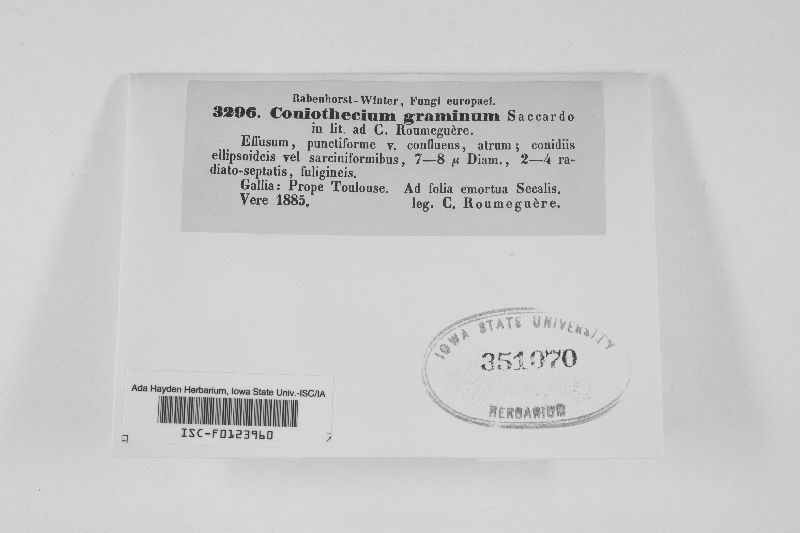 Rabenhorst-Winter, Fungi europaei.
3296. Coniothecium graminum Saccardo
in lit. ad C. Roumeguère.
Effusum, punctiforme v. confluens, atrum; conidiis
ellipsoideis vel sarciniformibus, 7—8 µ Diam., 2—4 ra-
diato-septatis, fuligineis.
Gallia: Prope Toulouse. Ad folia emortua Secalis.
Vere 1885. leg. C. Roumeguère.
IOWA STATE UNIVERSITY
351070
HERBARIUM
Ada Hayden Herbarium, Iowa State Univ.-ISC/IA
ISC-F0123960